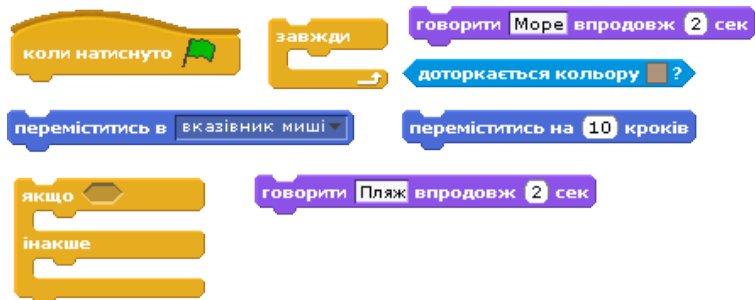 коли натиснуто
завжди
говорити Море впродовж 2 сек
доторкається кольору ?
переміститись в вказівник миші
переміститись на 10 кроків
якщо
інакше
говорити Пляж впродовж 2 сек